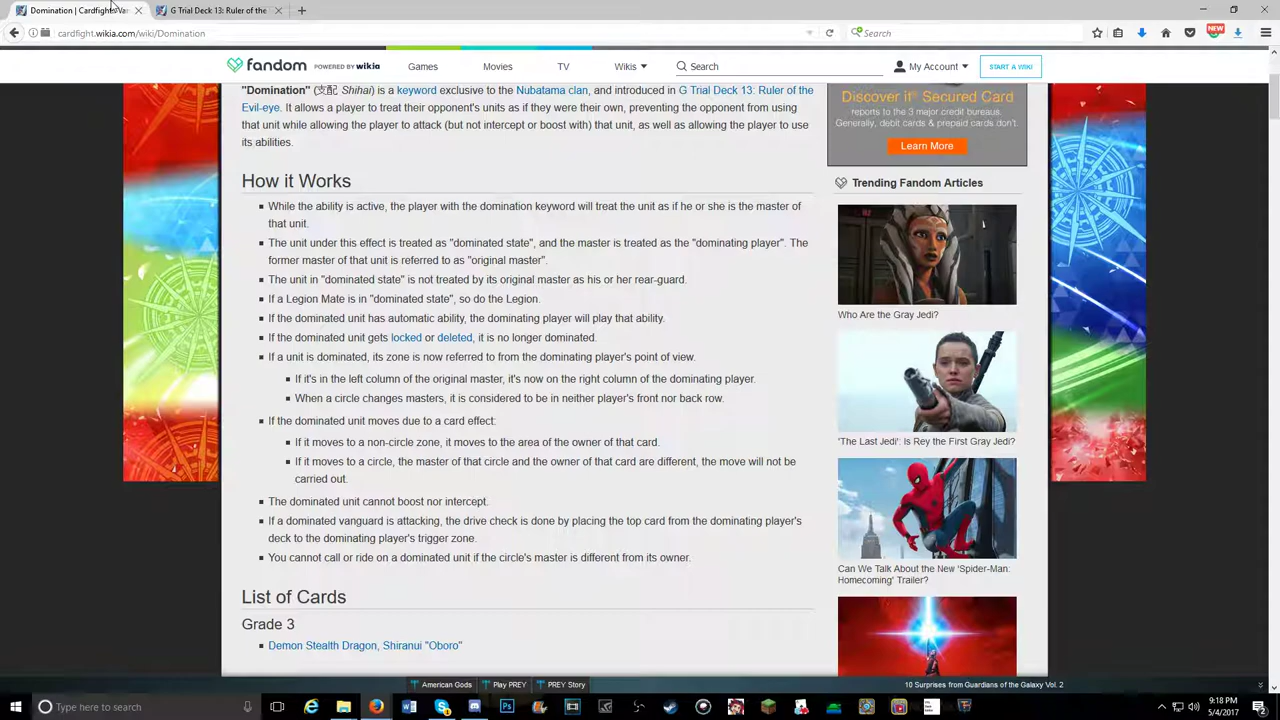 Domination | Cardfight!! Van
G Trial Deck 13: Ruler of the
cardfight.wikia.com/wiki/Domination
Search
NEW
fandom POWERED BY wikia
Games
Movies
TV
Wikis
Search
My Account
START A WIKI
"Domination" (支配 Shihai) is a keyword exclusive to the Nubatama clan, and introduced in G Trial Deck 13: Ruler of the
Evil-eye. It allows a player to treat their opponent's units as if they were their own, preventing the opponent from using
that unit while allowing the player to attack (but not intercept or boost with) that unit, as well as allowing the player to use
its abilities.
How it Works
While the ability is active, the player with the domination keyword will treat the unit as if he or she is the master of
that unit.
The unit under this effect is treated as "dominated state", and the master is treated as the "dominating player". The
former master of that unit is referred to as "original master".
The unit in "dominated state" is not treated by its original master as his or her rear-guard.
If a Legion Mate is in "dominated state", so do the Legion.
If the dominated unit has automatic ability, the dominating player will play that ability.
If the dominated unit gets locked or deleted, it is no longer dominated.
If a unit is dominated, its zone is now referred to from the dominating player's point of view.
If it's in the left column of the original master, it's now on the right column of the dominating player.
When a circle changes masters, it is considered to be in neither player's front nor back row.
If the dominated unit moves due to a card effect:
If it moves to a non-circle zone, it moves to the area of the owner of that card.
If it moves to a circle, the master of that circle and the owner of that card are different, the move will not be
carried out.
The dominated unit cannot boost nor intercept.
If a dominated vanguard is attacking, the drive check is done by placing the top card from the dominating player's
deck to the dominating player's trigger zone.
You cannot call or ride on a dominated unit if the circle's master is different from its owner.
List of Cards
Grade 3
Demon Stealth Dragon, Shiranui "Oboro"
Discover it® Secured Card
reports to the 3 major credit bureaus.
Generally, debit cards & prepaid cards don't.
Learn More
Trending Fandom Articles
Who Are the Gray Jedi?
'The Last Jedi': Is Rey the First Gray Jedi?
Can We Talk About the New 'Spider-Man:
Homecoming' Trailer?
American Gods
Play PREY
PREY Story
10 Surprises from Guardians of the Galaxy Vol. 2
Type here to search
9:18 PM
5/4/2017